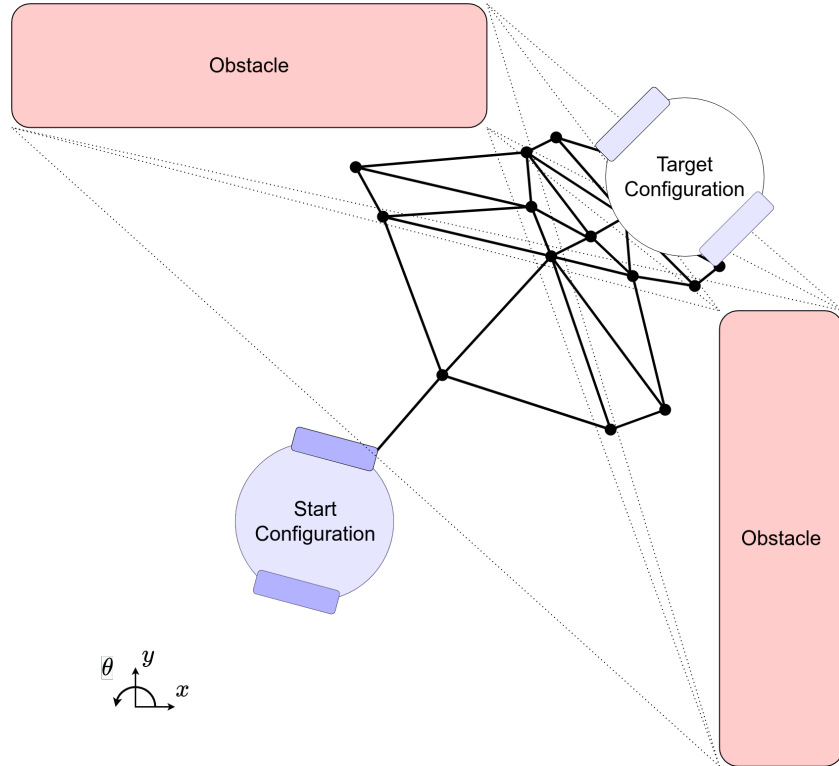 Obstacle
Target
Configuration
Start
Configuration
Obstacle
θ
y
x